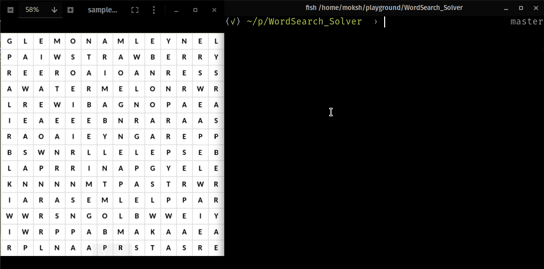 58% sample...
fish /home/moksh/playground/WordSearch_Solver
(v) ~/p/WordSearch_Solver › master
G L E M O N A M L E Y N E L
P A I W S T R A W B E R R Y
R E E R O A I O A N R E S S
A W A T E R M E L O N R W R
L R E W I B A G N O P A E A
I E A E E E B N R A R A A S
R A O A I E Y N G A R E P P
B S W N R L L E L E P S E B
L A P R R I N A P G Y E L E
K N N N N M T P A S T R W R
I A R A S E M L E L P P A R
W W R S N G O L B W W E I Y
I W R P P A B M A K A A E A
R P L N A A P R S T A S R E